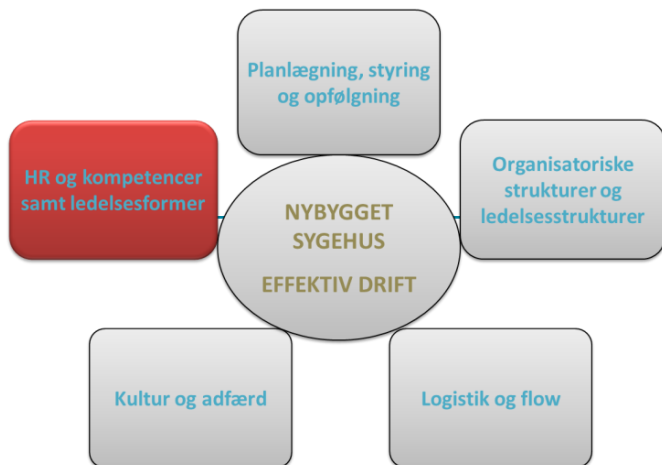 Planlægning, styring
og opfølgning
HR og kompetencer
samt ledelsesformer
Organisatoriske
strukturer og
ledelsesstrukturer
NYBYGGET
SYGEHUS
EFFEKTIV DRIFT
Kultur og adfærd
Logistik og flow